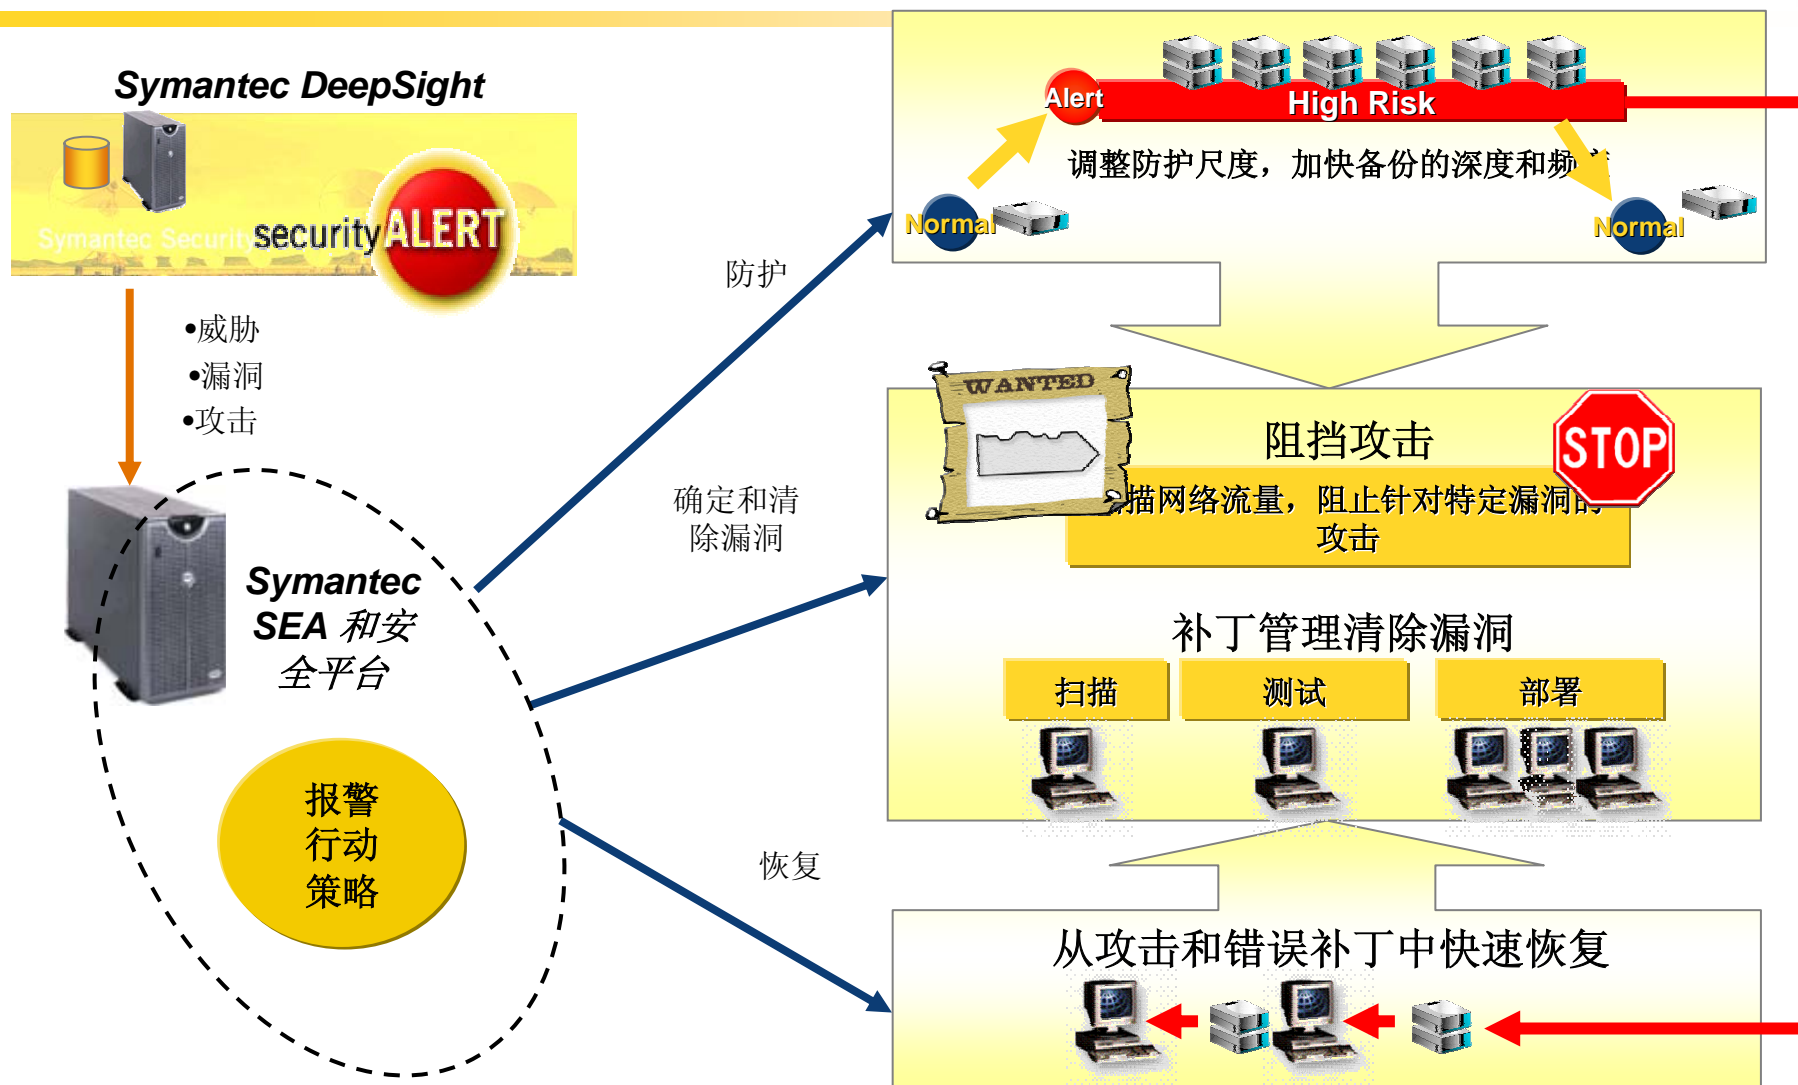 Symantec DeepSight
Symantec Security
security ALERT
•威胁
•漏洞
•攻击
Symantec
SEA 和安
全平台
报警
行动
策略
防护
确定和清
除漏洞
恢复
Alert
High Risk
调整防护尺度，加快备份的深度和频
Normal
Normal
WANTED
阻挡攻击
STOP
描网络流量，阻止针对特定漏洞的
攻击
补丁管理清除漏洞
扫描
测试
部署
从攻击和错误补丁中快速恢复